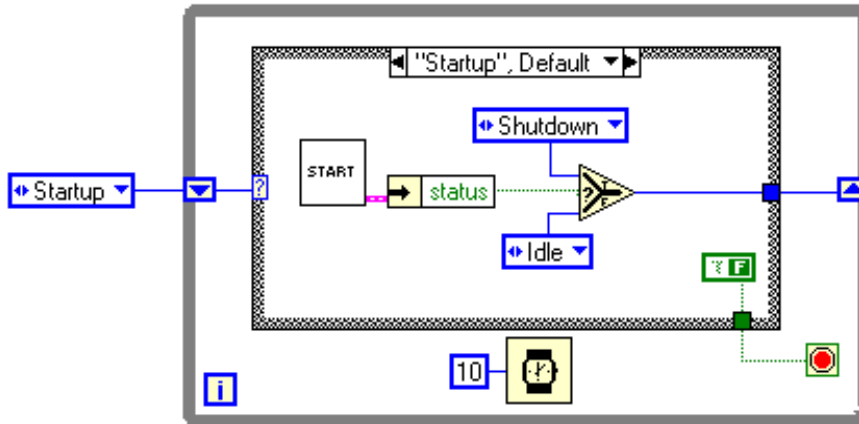 "Startup", Default
Shutdown
START
status
? T F
Startup
?
Idle
F
10
i